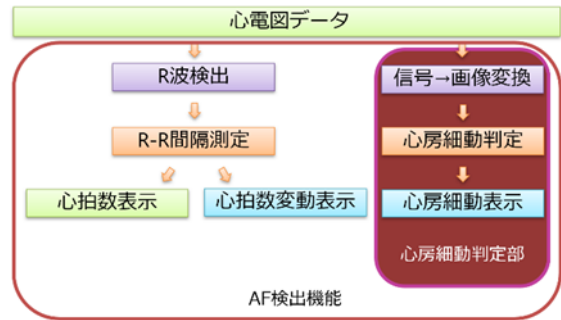 心電図データ
R波検出
R-R間隔測定
心拍数表示
心拍数変動表示
信号→画像変換
心房細動判定
心房細動表示
心房細動判定部
AF検出機能